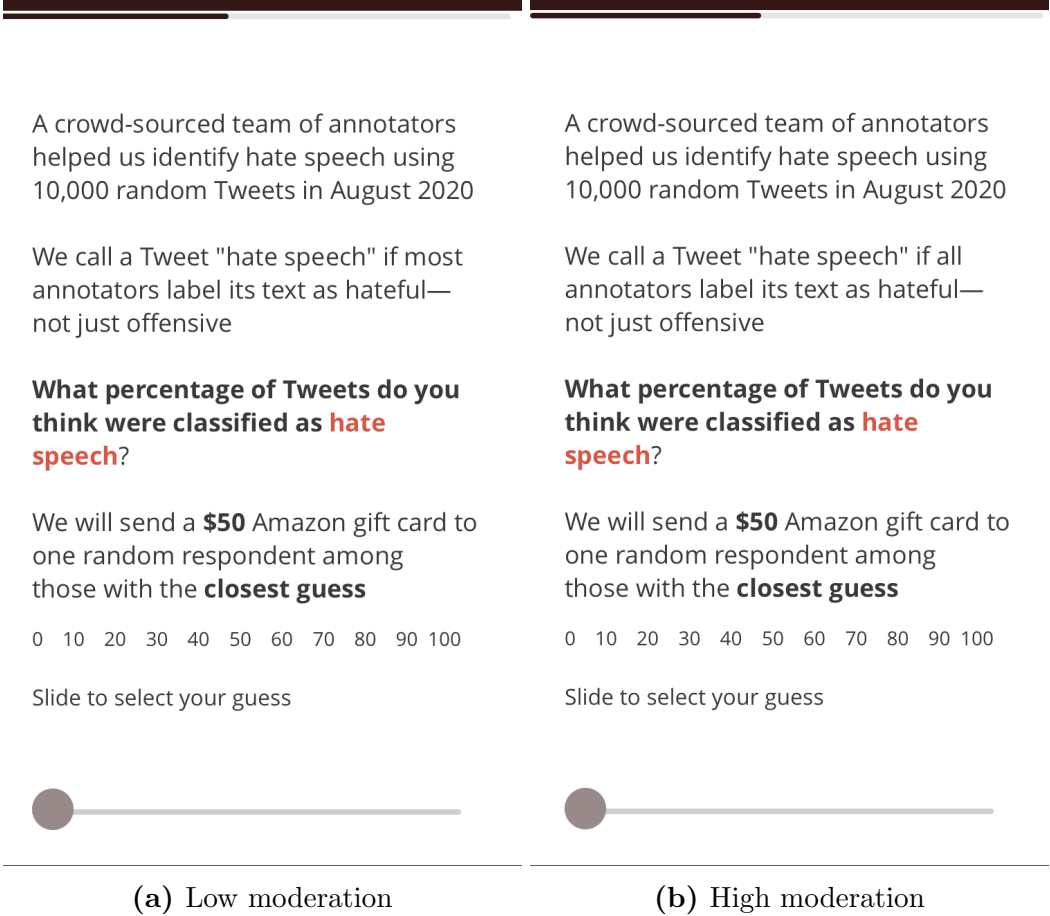 A crowd-sourced team of annotators
helped us identify hate speech using
10,000 random Tweets in August 2020
We call a Tweet "hate speech" if most
annotators label its text as hateful—
not just offensive
What percentage of Tweets do you
think were classified as hate
speech?
We will send a $50 Amazon gift card to
one random respondent among
those with the closest guess
0 10 20 30 40 50 60 70 80 90 100
Slide to select your guess
(a) Low moderation
A crowd-sourced team of annotators
helped us identify hate speech using
10,000 random Tweets in August 2020
We call a Tweet "hate speech" if all
annotators label its text as hateful—
not just offensive
What percentage of Tweets do you
think were classified as hate
speech?
We will send a $50 Amazon gift card to
one random respondent among
those with the closest guess
0 10 20 30 40 50 60 70 80 90 100
Slide to select your guess
(b) High moderation